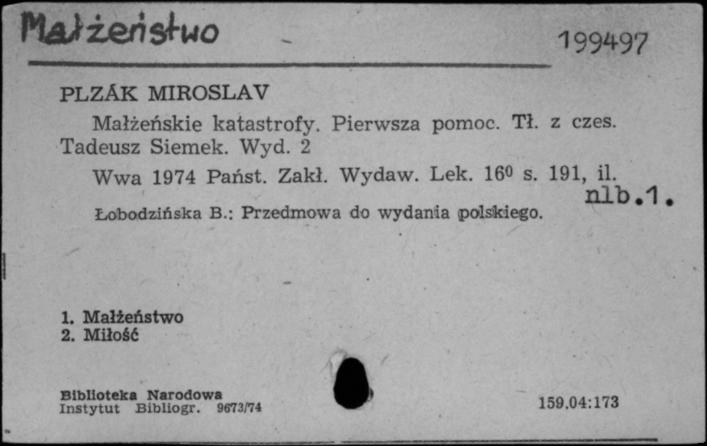 Małżeństwo
199497
PLZÁK MIROSLAV
Małżeńskie katastrofy. Pierwsza pomoc. Tł. z czes.
Tadeusz Siemek. Wyd. 2
Wwa 1974 Państ. Zakł. Wydaw. Lek. 16⁰ s. 191, il.
nlb.1.
Łobodzińska B.: Przedmowa do wydania polskiego.
1. Małżeństwo
2. Miłość
Biblioteka Narodowa
Instytut Bibliogr. 9673/74
159.04:173